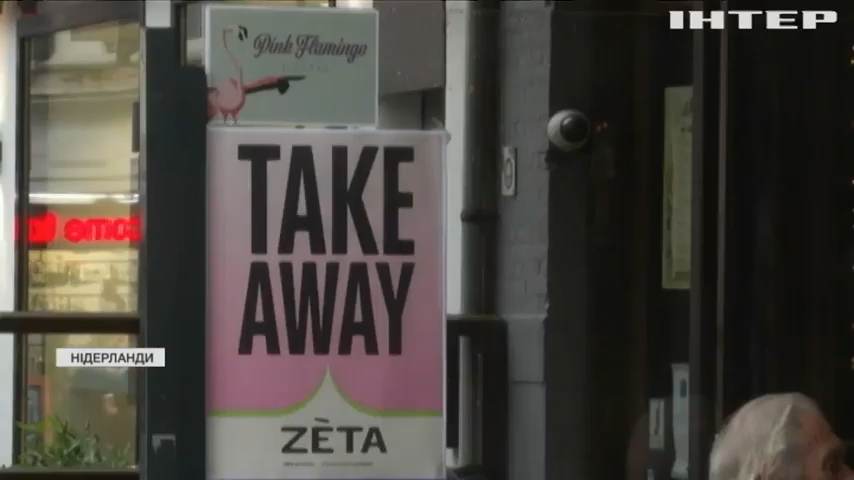 ІНТЕР
Pink Flamingo
TAKE
AWAY
НІДЕРЛАНДИ
ZÈTA